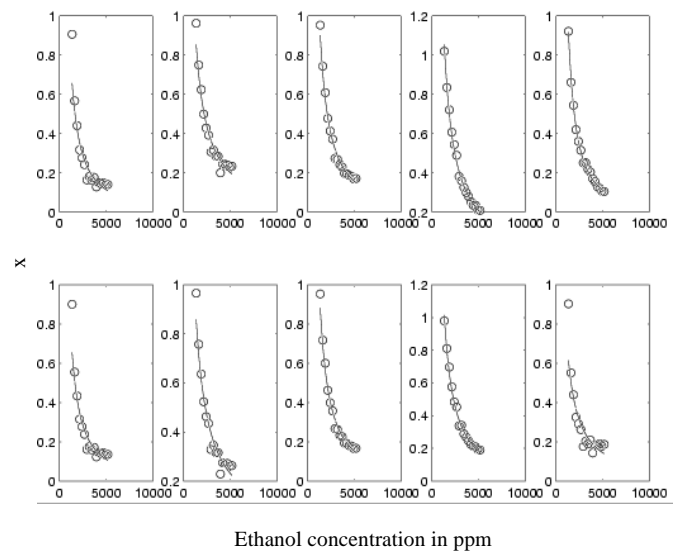 1 1 1 1.2 1
0.8 0.8 0.8 1 0.8
0.6 0.6 0.6 0.8 0.6
0.4 0.4 0.4 0.6 0.4
0.2 0.2 0.2 0.4 0.2
0 0 0 0.2 0
0 5000 10000 0 5000 10000 0 5000 10000 0 5000 10000 0 5000 10000
x
1 1 1 1.2 1
0.8 0.8 0.8 1 0.8
0.6 0.6 0.6 0.8 0.6
0.4 0.4 0.4 0.6 0.4
0.2 0.2 0.4 0.2
0.2
0 0.2 0 0 0
0 5000 10000 0 5000 10000 0 5000 10000 0 5000 10000 0 5000 10000
Ethanol concentration in ppm